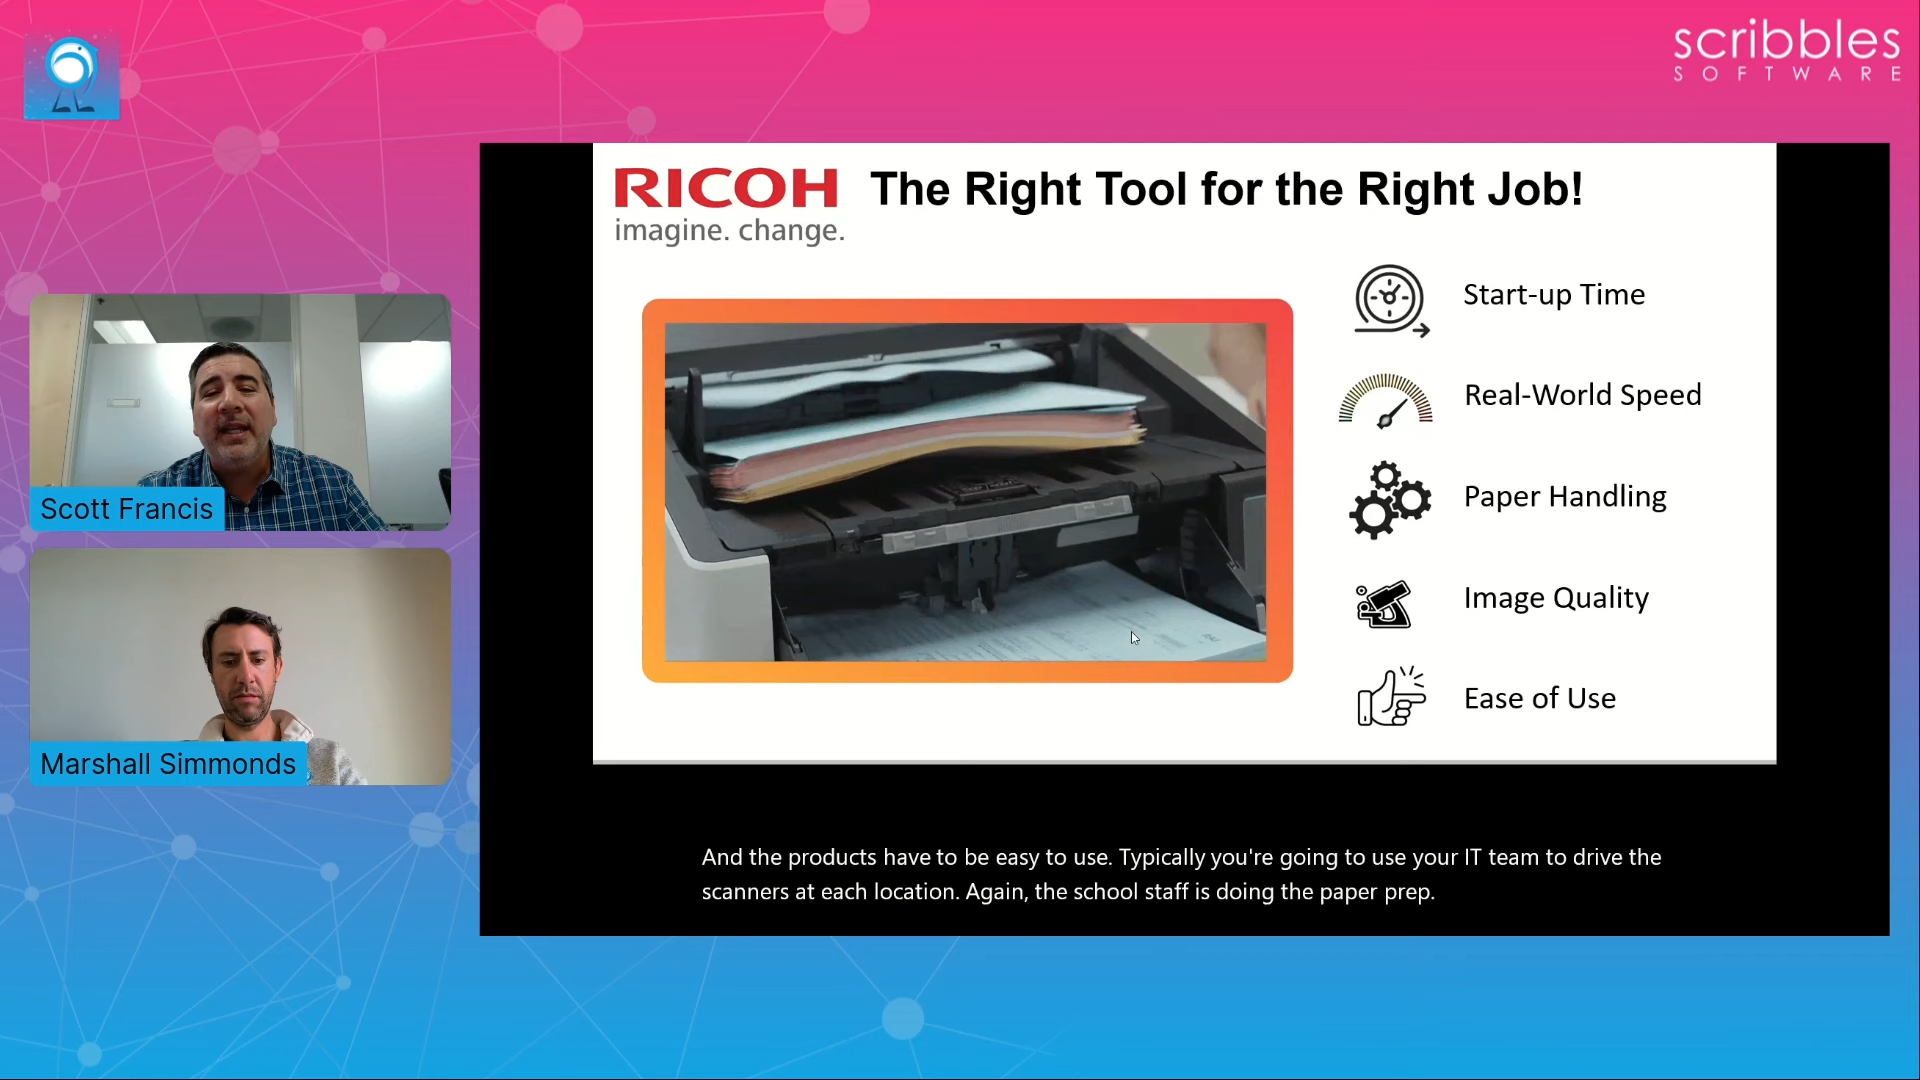 scribbles
SOFTWARE
RICOH
imagine. change.
The Right Tool for the Right Job!
Start-up Time
Real-World Speed
Paper Handling
Image Quality
Ease of Use
Scott Francis
Marshall Simmonds
And the products have to be easy to use. Typically you're going to use your IT team to drive the
scanners at each location. Again, the school staff is doing the paper prep.